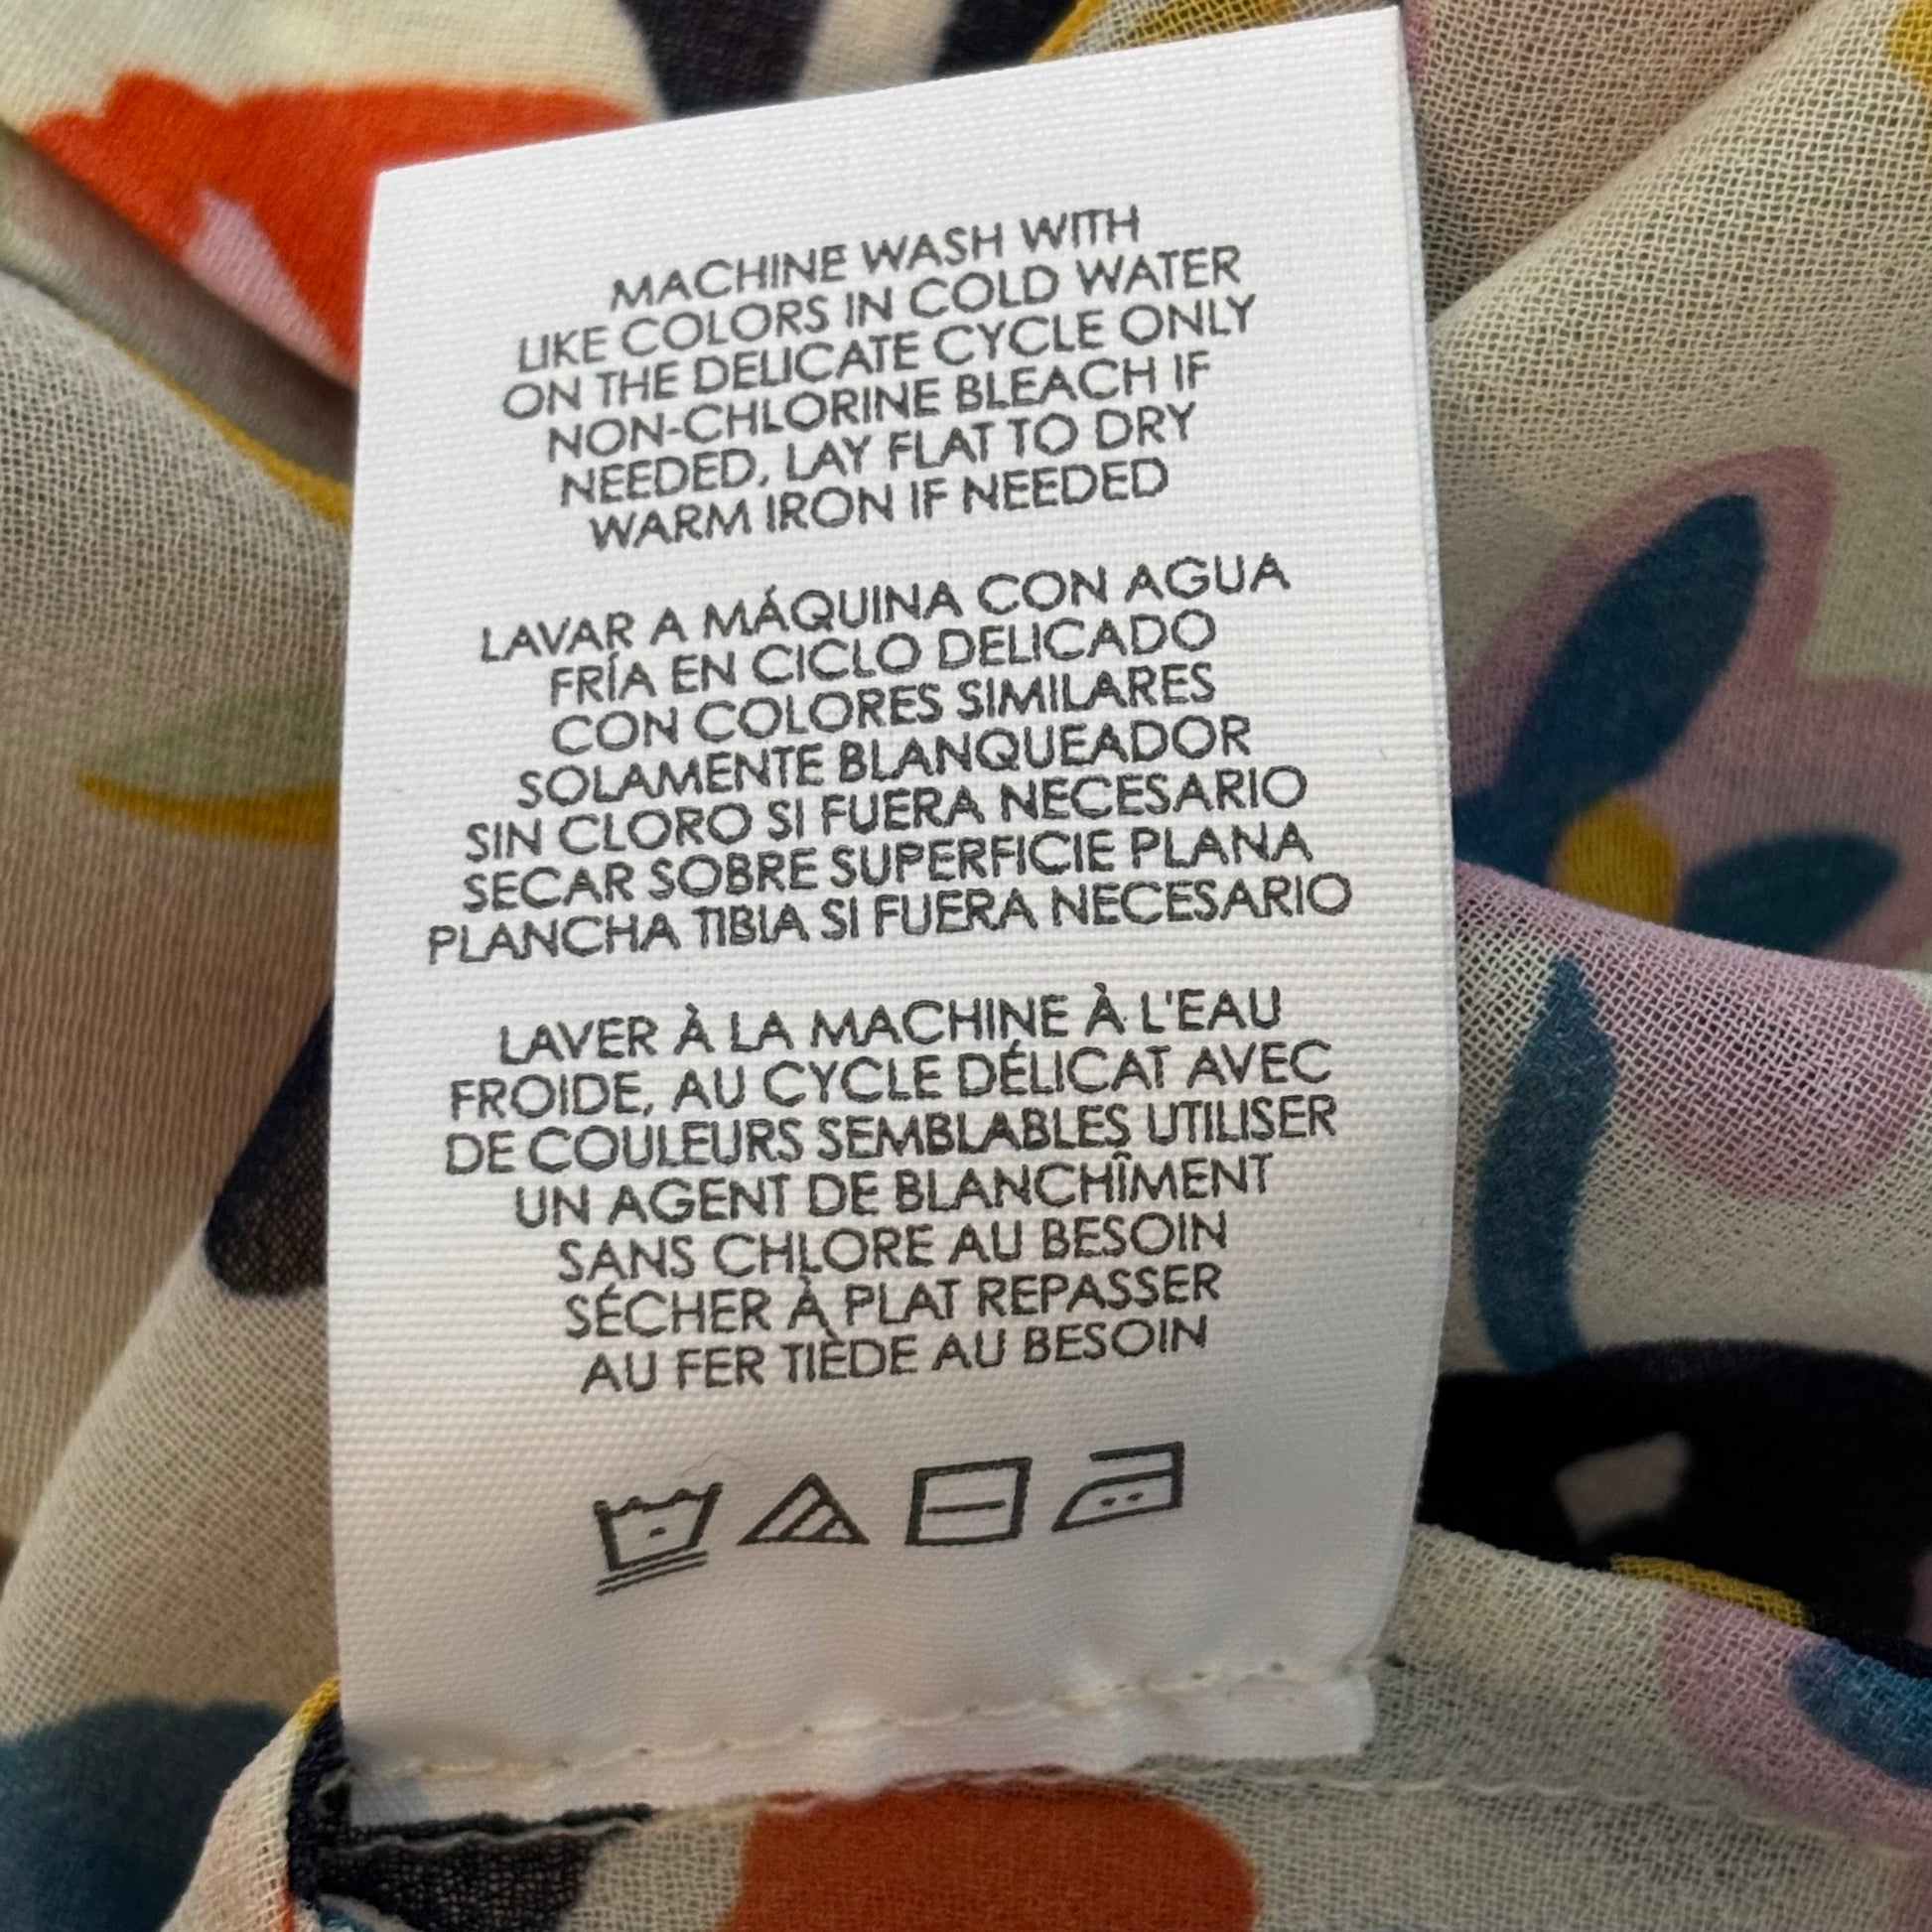 MACHINE WASH WITH
LIKE COLORS IN COLD WATER
ON THE DELICATE CYCLE ONLY
NON-CHLORINE BLEACH IF
NEEDED, LAY FLAT TO DRY
WARM IRON IF NEEDED
LAVAR A MÁQUINA CON AGUA
FRÍA EN CICLO DELICADO
CON COLORES SIMILARES
SOLAMENTE BLANQUEADOR
SIN CLORO SI FUERA NECESARIO
SECAR SOBRE SUPERFICIE PLANA
PLANCHA TIBIA SI FUERA NECESARIO
LAVER À LA MACHINE À L'EAU
FROIDE, AU CYCLE DÉLICAT AVEC
DE COULEURS SEMBLABLES UTILISER
UN AGENT DE BLANCHÎMENT
SANS CHLORE AU BESOIN
SÉCHER À PLAT REPASSER
AU FER TIÈDE AU BESOIN